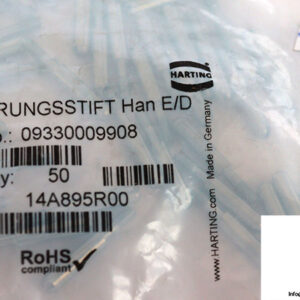 HARTING
RUNGSSTIFT Han E/D
.: 09330009908
y: 50
14A895R00
RoHS
compliant
Made in Germany
www.HARTING.com